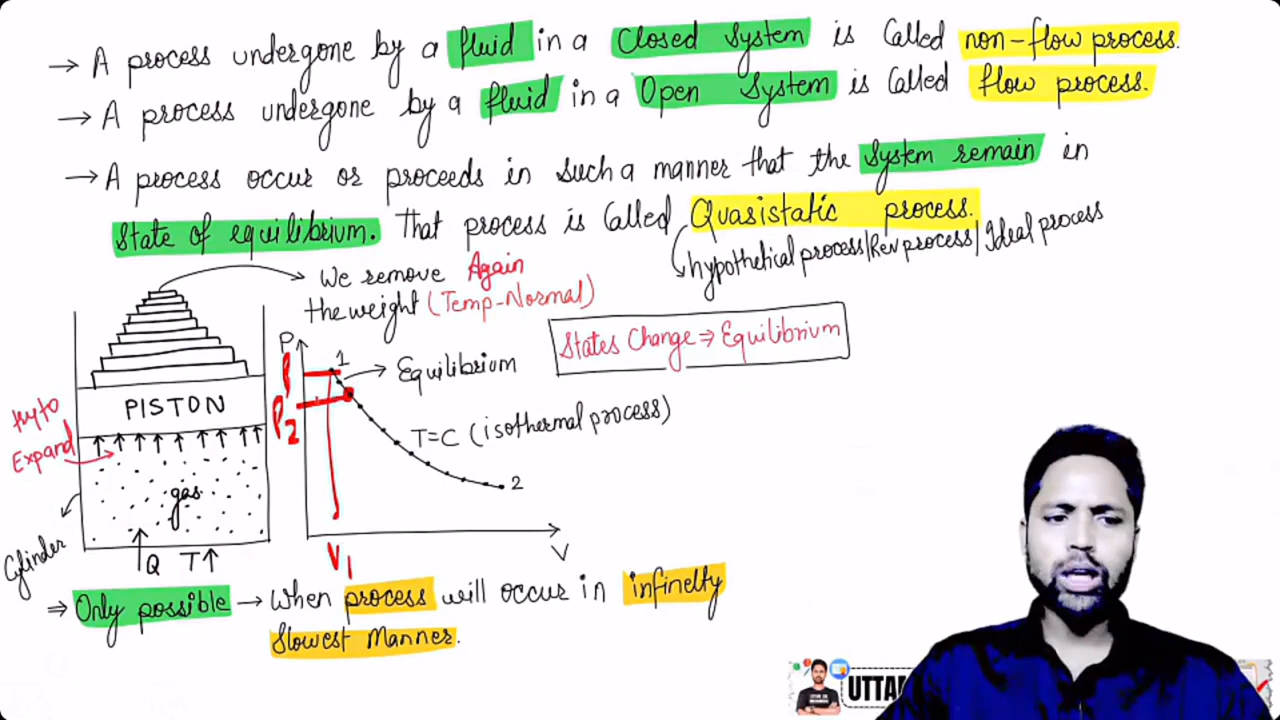 → A process undergone by a fluid in a Closed System is Called non-flow process.
→ A process undergone by a fluid in a Open System is Called flow process.
→ A process occur or proceeds in such a manner that the System remain in
State of equilibrium. That process is Called Quasistatic process.
hypothetical process/Rev process/Ideal process
We remove Again
the weight (Temp-Normal)
States Change ⇒ Equilibrium
P
1
Equilibrium
P
P2
T=C (isothermal process)
2
V
V1
PISTON
try to
Expand
gas
Cylinder
Q T↑
⇒ Only possible → When process will occur in infinelty
Slowest Manner.
UTTAM